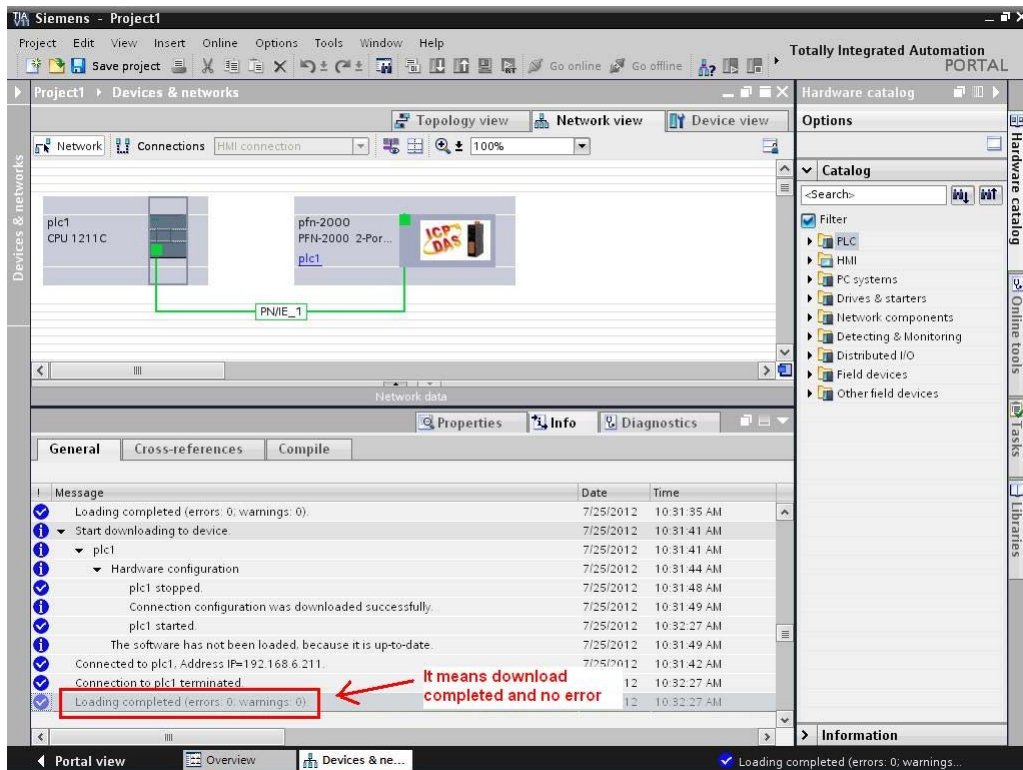 Siemens - Project1
Project Edit View Insert Online Options Tools Window Help
Save project Go online Go offline
Totally Integrated Automation
PORTAL
Project1 Devices & networks
Hardware catalog
Topology view Network view Device view
Options
Network Connections HMI connection 100%
Catalog
<Search>
Filter
PLC
HMI
PC systems
Drives & starters
Network components
Detecting & Monitoring
Distributed I/O
Field devices
Other field devices
plc1
CPU 1211C
pfn-2000
PFN-2000 2-Por...
plc1
ICP
DAS
PN/IE_1
Devices & networks
Hardware catalog
Online tools
Tasks
Libraries
Network data
Properties Info Diagnostics
General Cross-references Compile
! Message Date Time
Loading completed (errors: 0; warnings: 0). 7/25/2012 10:31:35 AM
Start downloading to device. 7/25/2012 10:31:41 AM
plc1 7/25/2012 10:31:41 AM
Hardware configuration 7/25/2012 10:31:44 AM
plc1 stopped. 7/25/2012 10:31:48 AM
Connection configuration was downloaded successfully. 7/25/2012 10:31:49 AM
plc1 started. 7/25/2012 10:32:27 AM
The software has not been loaded, because it is up-to-date. 7/25/2012 10:31:49 AM
Connected to plc1, Address IP=192.168.6.211. 7/25/2012 10:31:42 AM
Connection to plc1 terminated. 12 10:32:27 AM
Loading completed (errors: 0; warnings: 0). 12 10:32:27 AM
It means download
completed and no error
Information
Portal view Overview Devices & ne... Loading completed (errors: 0; warnings...